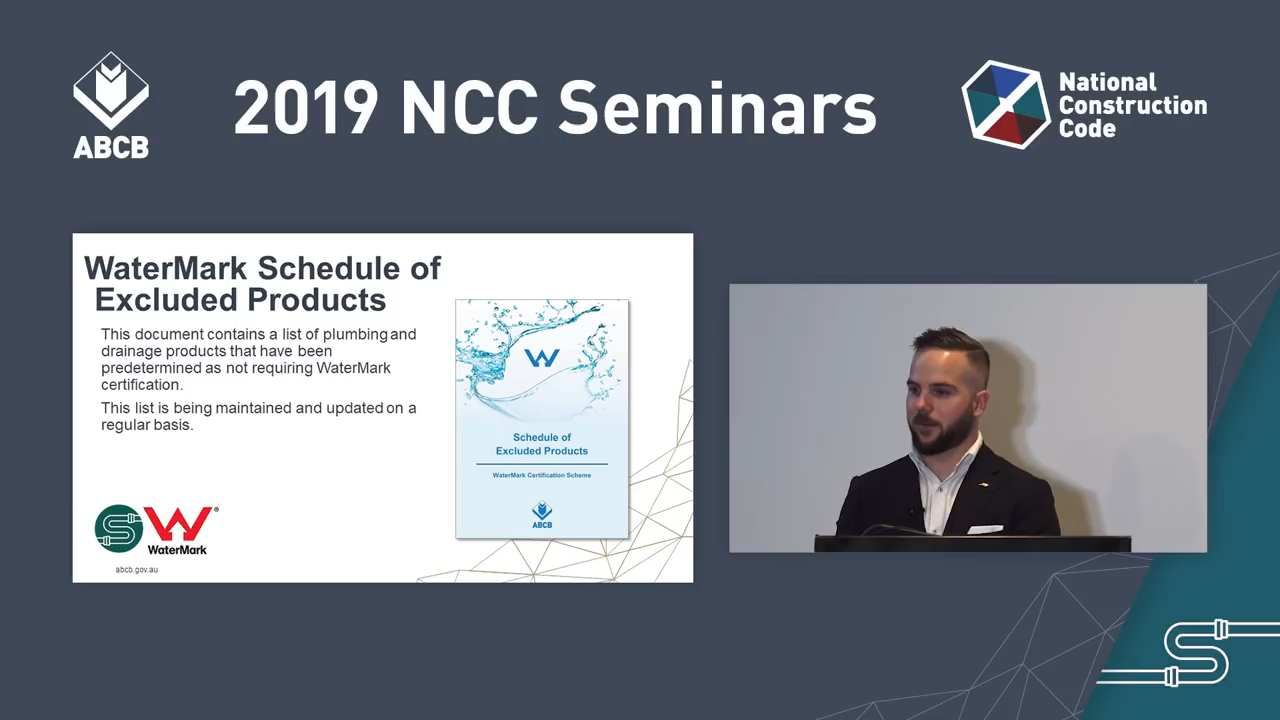 ABCB
2019 NCC Seminars
National
Construction
Code
WaterMark Schedule of
Excluded Products
This document contains a list of plumbing and
drainage products that have been
predetermined as not requiring WaterMark
certification.
This list is being maintained and updated on a
regular basis.
Schedule of
Excluded Products
WaterMark Certification Scheme
ABCB
WaterMark®
abcb.gov.au